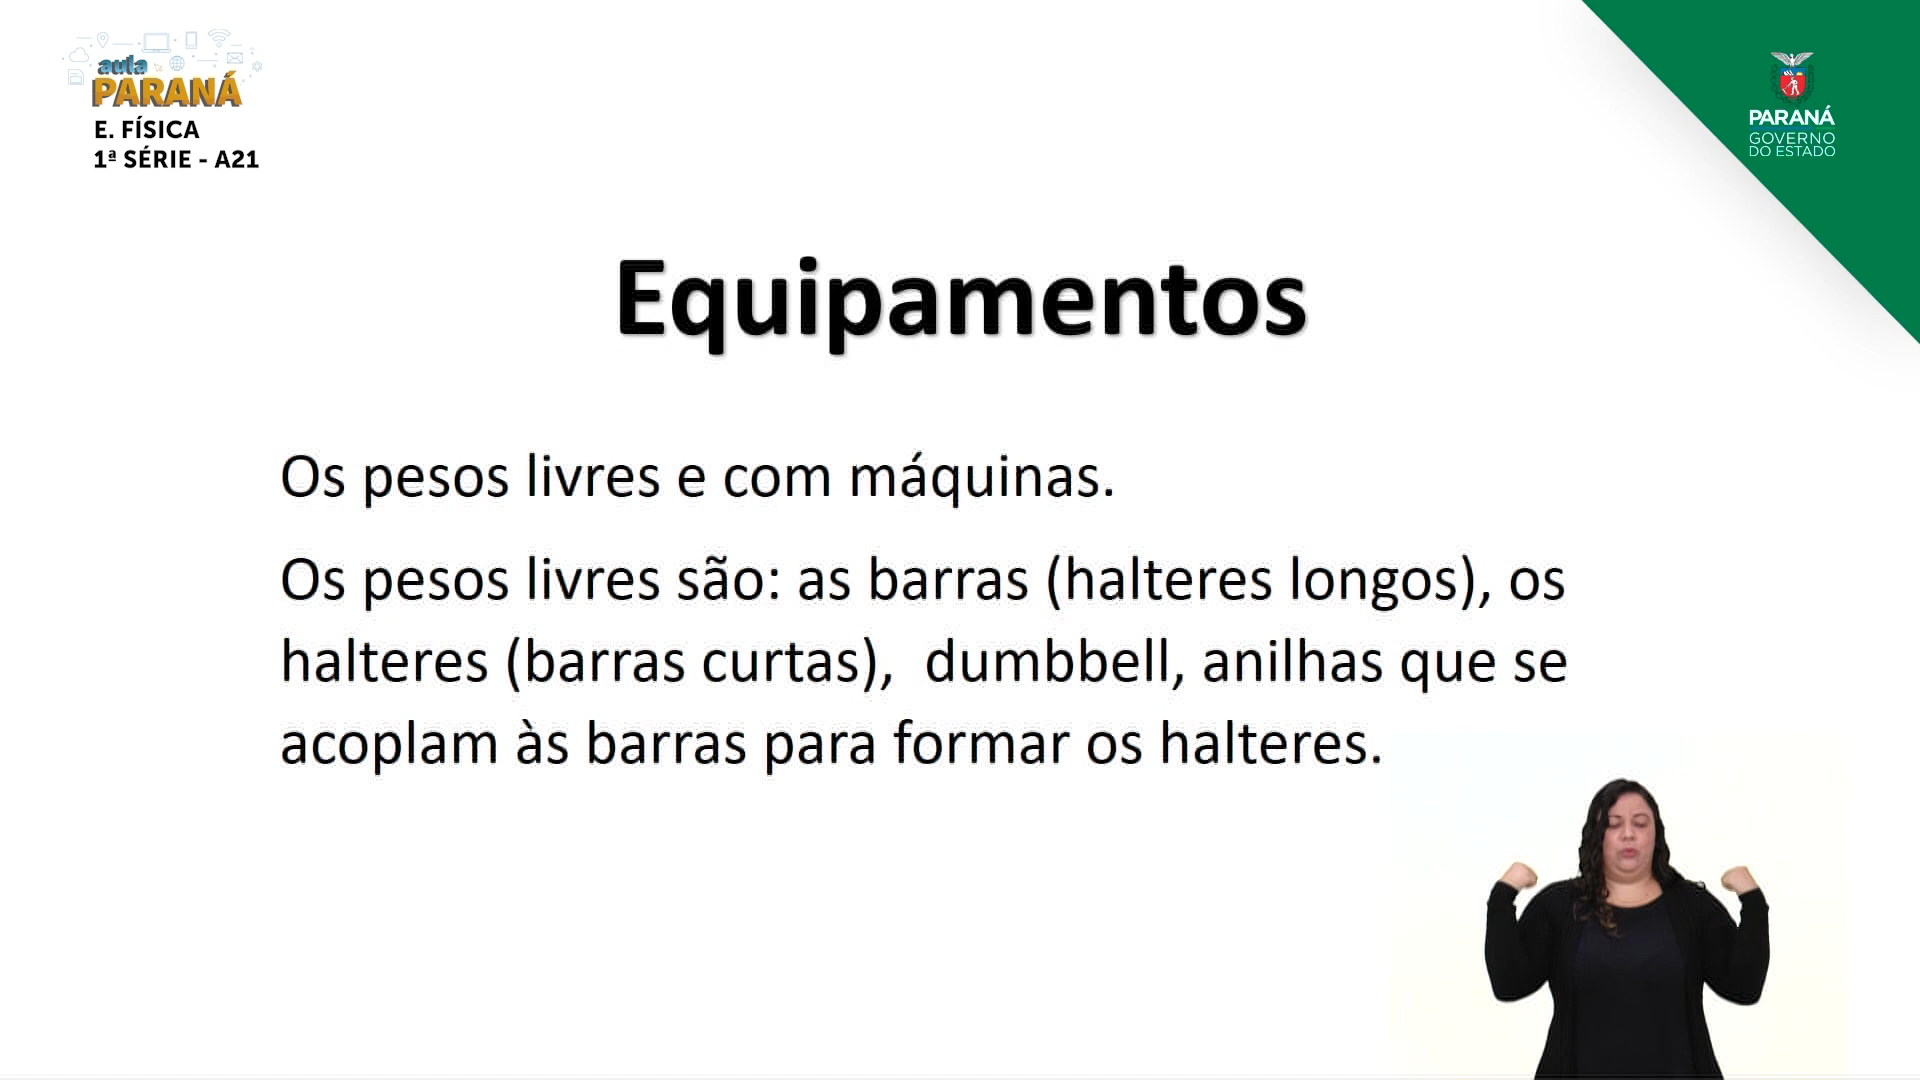 aula
PARANÁ
E. FÍSICA
1ª SÉRIE - A21
PARANÁ
GOVERNO
DO ESTADO
Equipamentos
Os pesos livres e com máquinas.
Os pesos livres são: as barras (halteres longos), os
halteres (barras curtas),  dumbbell, anilhas que se
acoplam às barras para formar os halteres.